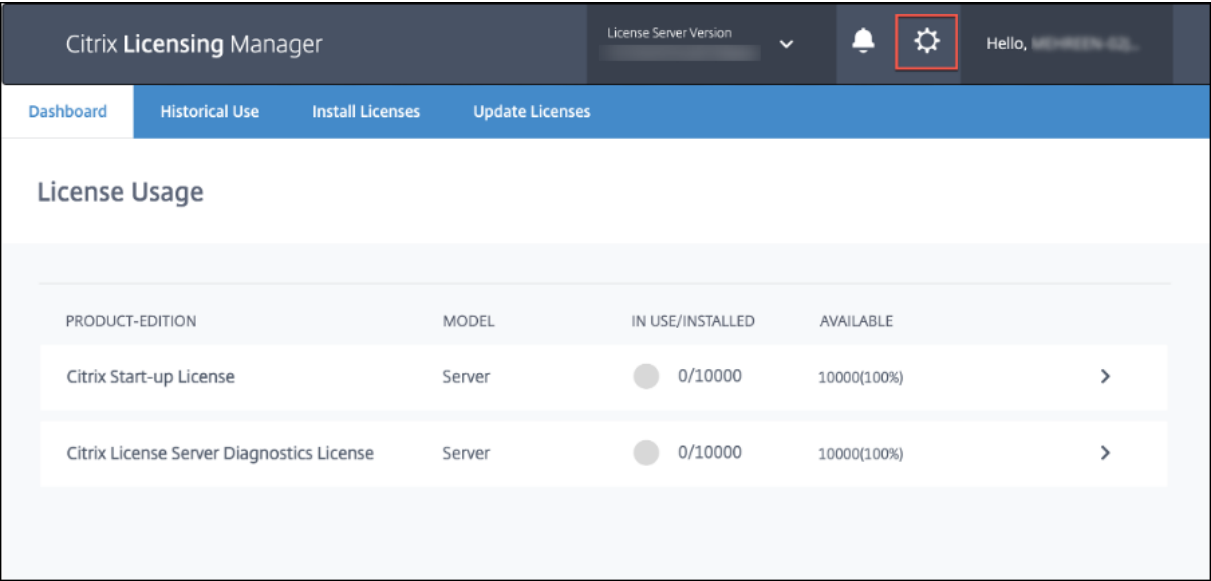 Citrix Licensing Manager
License Server Version
Hello,
Dashboard Historical Use Install Licenses Update Licenses
License Usage
PRODUCT-EDITION MODEL IN USE/INSTALLED AVAILABLE
Citrix Start-up License Server 0/10000 10000(100%)
Citrix License Server Diagnostics License Server 0/10000 10000(100%)